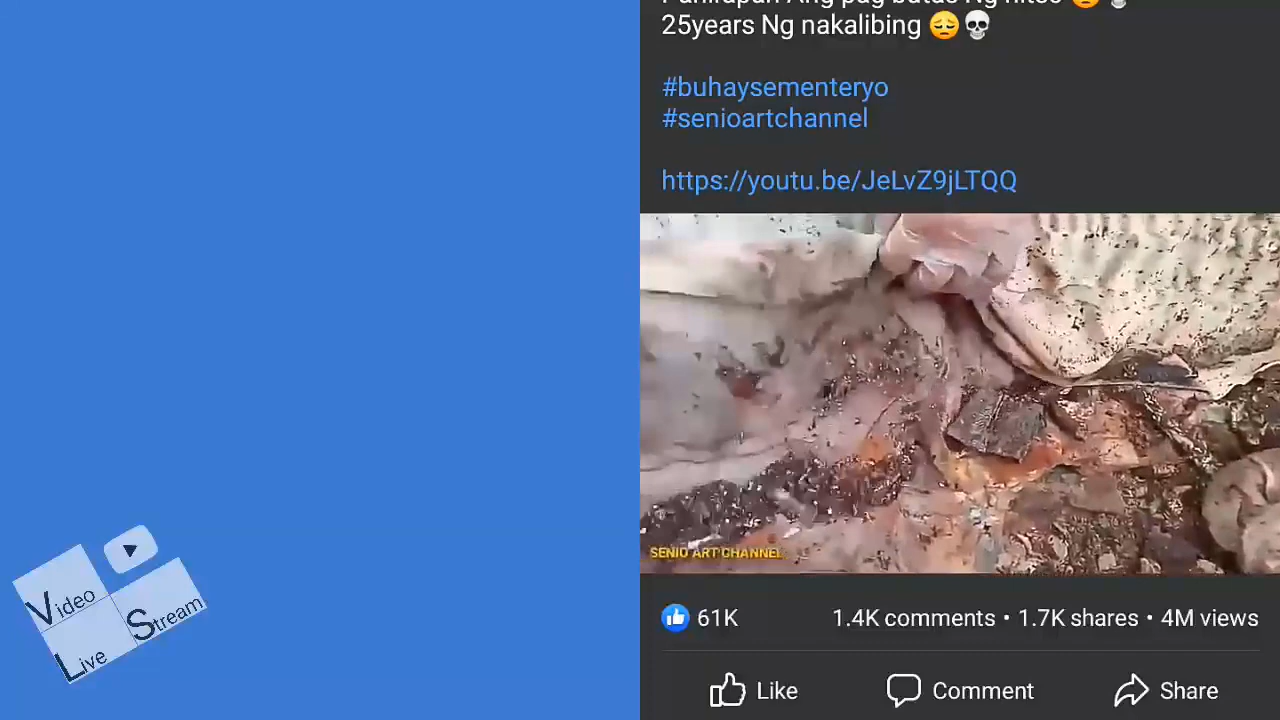 25years Ng nakalibing 😔💀
#buhaysementeryo
#senioartchannel
https://youtu.be/JeLvZ9jLTQQ
SENIO ART CHANNEL
61K
1.4K comments • 1.7K shares • 4M views
Like
Comment
Share
Video
Stream
Live